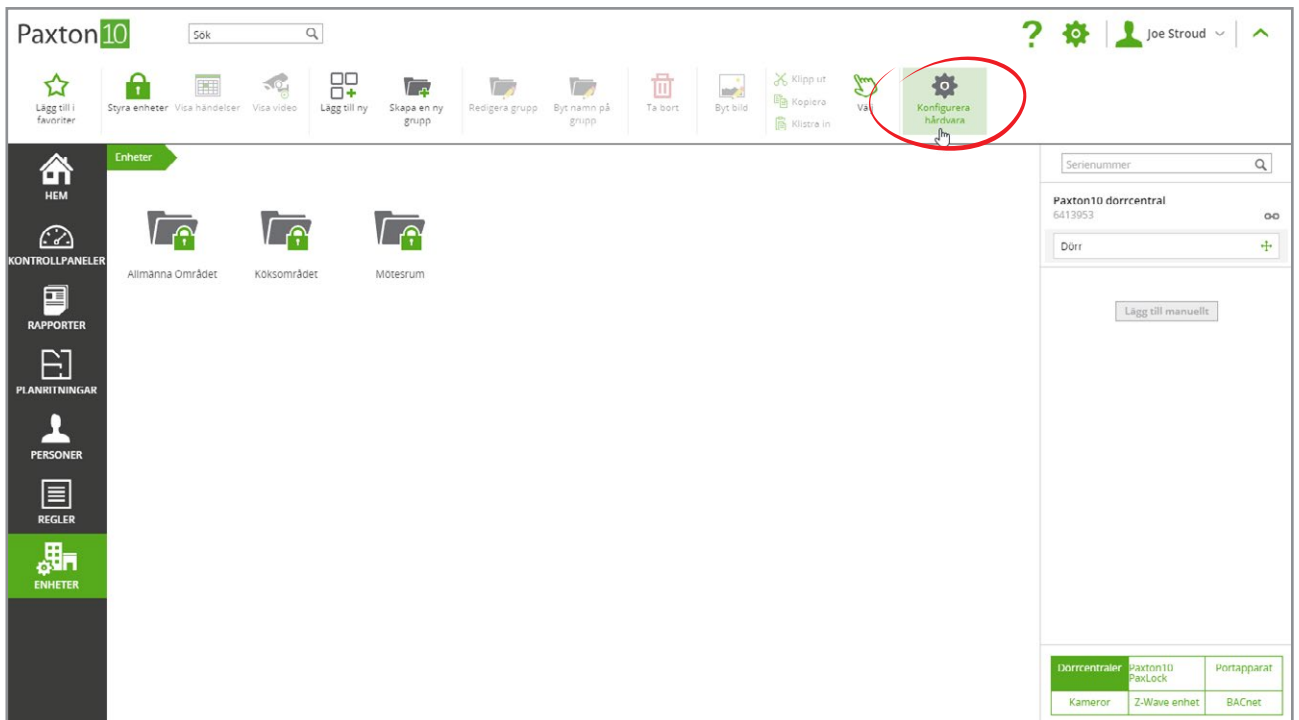 Paxton10
Sök
Joe Stroud
Lägg till i
favoriter
Styra enheter
Visa händelser
Visa video
Lägg till ny
Skapa en ny
grupp
Redigera grupp
Byt namn på
grupp
Ta bort
Byt bild
Klipp ut
Kopiera
Klistra in
Välj
Konfigurera
hårdvara
HEM
KONTROLLPANELER
RAPPORTER
PLANRITNINGAR
PERSONER
REGLER
ENHETER
Enheter
Allmänna Området
Köksområdet
Mötesrum
Serienummer
Paxton10 dörrcentral
6413953
Dörr
Lägg till manuellt
Dörrcentraler
Paxton10
PaxLock
Portapparat
Kameror
Z-Wave enhet
BACnet